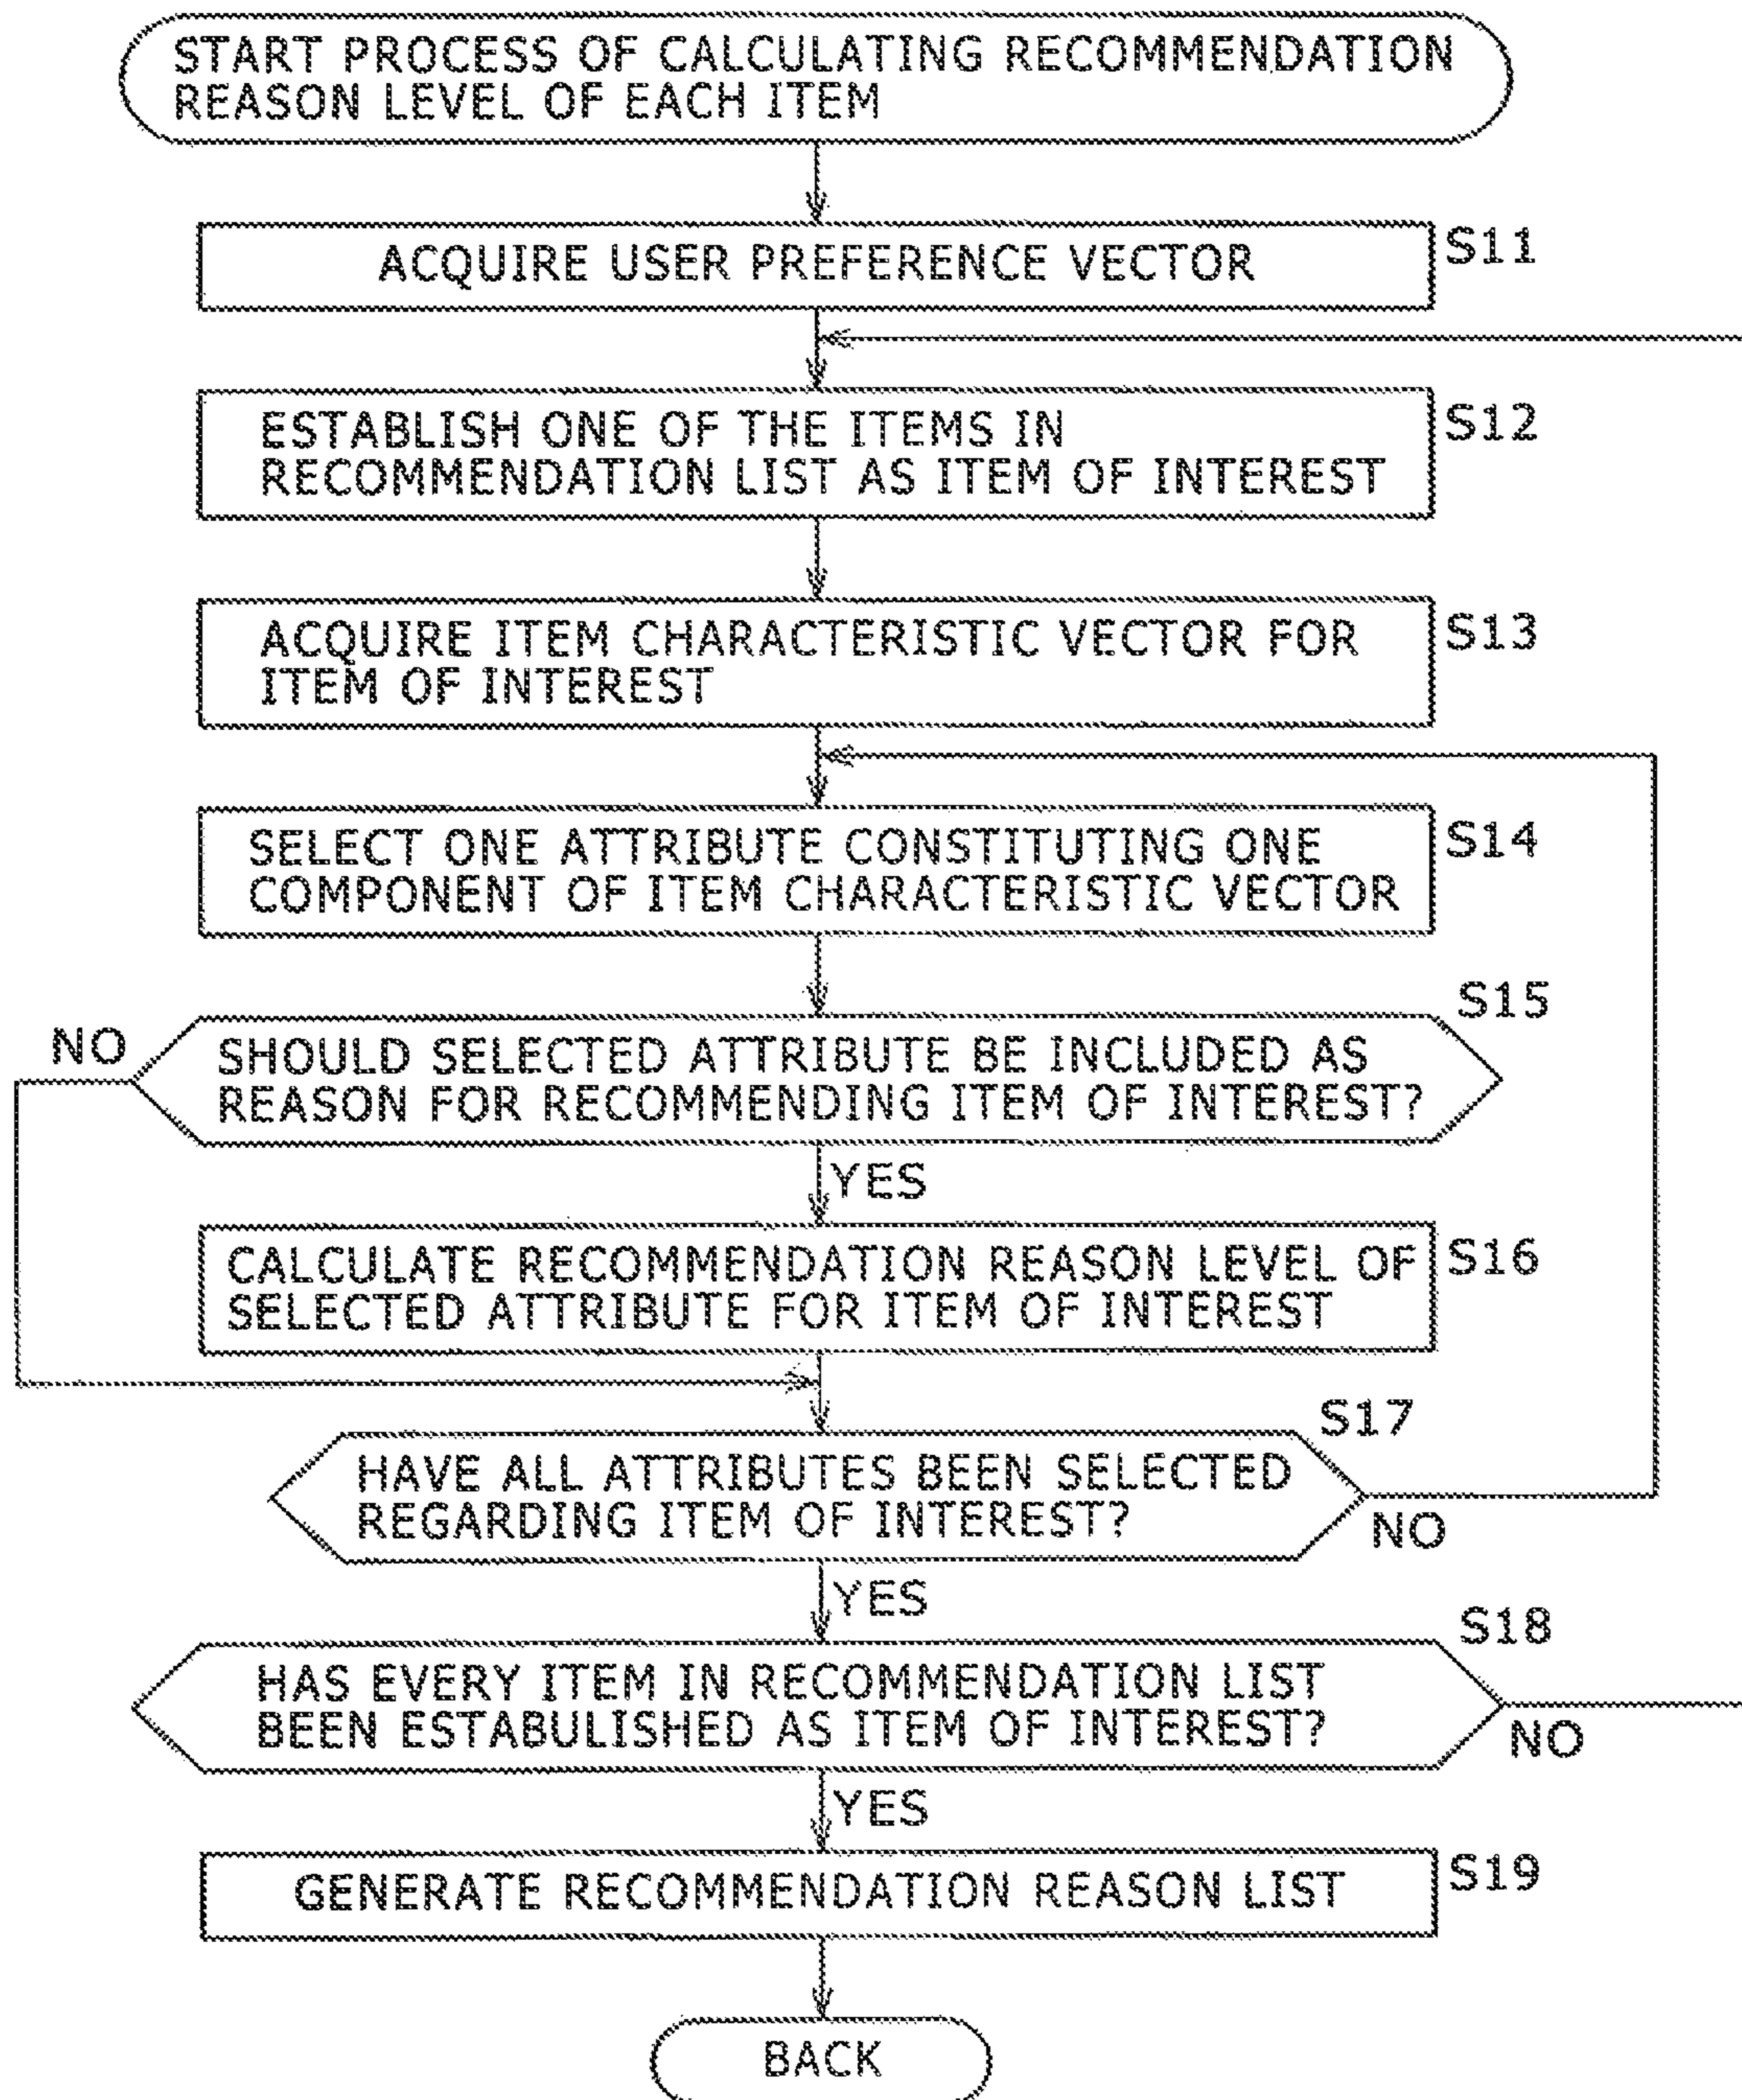 START PROCESS OF CALCULATING RECOMMENDATION
REASON LEVEL OF EACH ITEM
ACQUIRE USER PREFERENCE VECTOR
S11
ESTABLISH ONE OF THE ITEMS IN
RECOMMENDATION LIST AS ITEM OF INTEREST
S12
ACQUIRE ITEM CHARACTERISTIC VECTOR FOR
ITEM OF INTEREST
S13
SELECT ONE ATTRIBUTE CONSTITUTING ONE
COMPONENT OF ITEM CHARACTERISTIC VECTOR
S14
S15
NO
SHOULD SELECTED ATTRIBUTE BE INCLUDED AS
REASON FOR RECOMMENDING ITEM OF INTEREST?
YES
CALCULATE RECOMMENDATION REASON LEVEL OF
SELECTED ATTRIBUTE FOR ITEM OF INTEREST
S16
S17
HAVE ALL ATTRIBUTES BEEN SELECTED
REGARDING ITEM OF INTEREST?
NO
YES
S18
HAS EVERY ITEM IN RECOMMENDATION LIST
BEEN ESTABULISHED AS ITEM OF INTEREST?
NO
YES
GENERATE RECOMMENDATION REASON LIST
S19
BACK